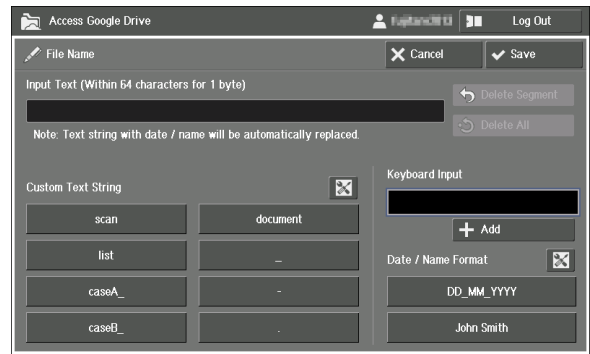 Access Google Drive
Log Out
File Name
Cancel
Save
Input Text (Within 64 characters for 1 byte)
Delete Segment
Delete All
Note: Text string with date / name will be automatically replaced.
Custom Text String
Keyboard Input
scan
document
Add
list
_
Date / Name Format
caseA_
-
DD_MM_YYYY
caseB_
.
John Smith